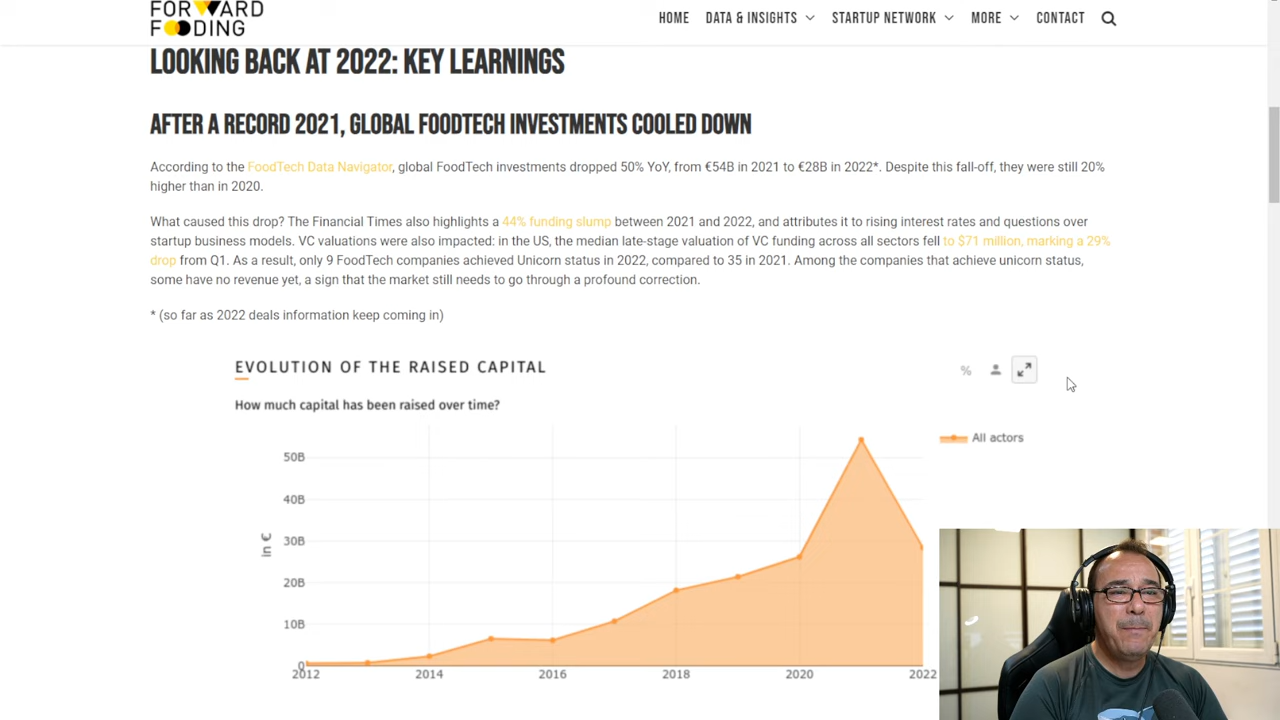 FORWARD
FOODING
HOME DATA & INSIGHTS STARTUP NETWORK MORE CONTACT
LOOKING BACK AT 2022: KEY LEARNINGS
AFTER A RECORD 2021, GLOBAL FOODTECH INVESTMENTS COOLED DOWN
According to the FoodTech Data Navigator, global FoodTech investments dropped 50% YoY, from €54B in 2021 to €28B in 2022*. Despite this fall-off, they were still 20%
higher than in 2020.
What caused this drop? The Financial Times also highlights a 44% funding slump between 2021 and 2022, and attributes it to rising interest rates and questions over
startup business models. VC valuations were also impacted: in the US, the median late-stage valuation of VC funding across all sectors fell to $71 million, marking a 29%
drop from Q1. As a result, only 9 FoodTech companies achieved Unicorn status in 2022, compared to 35 in 2021. Among the companies that achieve unicorn status,
some have no revenue yet, a sign that the market still needs to go through a profound correction.
* (so far as 2022 deals information keep coming in)
EVOLUTION OF THE RAISED CAPITAL
%
How much capital has been raised over time?
All actors
50B
40B
30B
in €
20B
10B
0
2012 2014 2016 2018 2020 2022